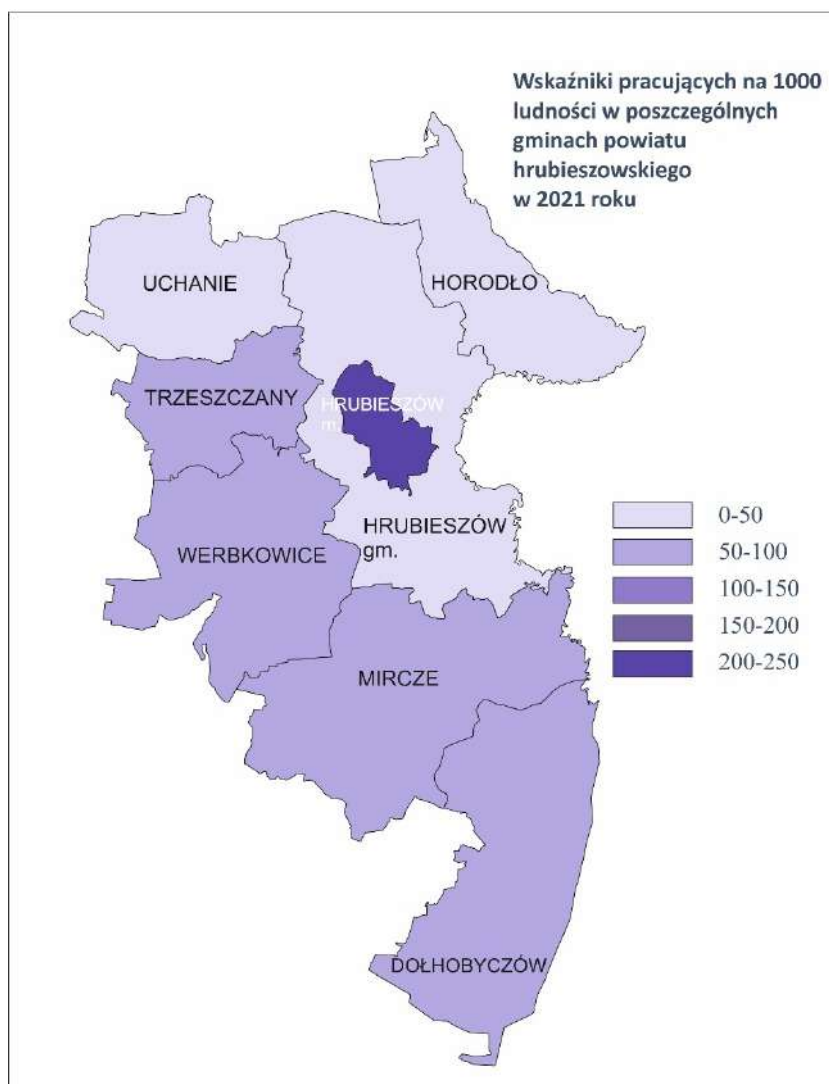 Wskaźniki pracujących na 1000
ludności w poszczególnych
gminach powiatu
hrubieszowskiego
w 2021 roku
UCHANIE
HORODŁO
TRZESZCZANY
HRUBIESZÓW
m.
HRUBIESZÓW
gm.
WERBKOWICE
MIRCZE
DOŁHOBYCZÓW
0-50
50-100
100-150
150-200
200-250